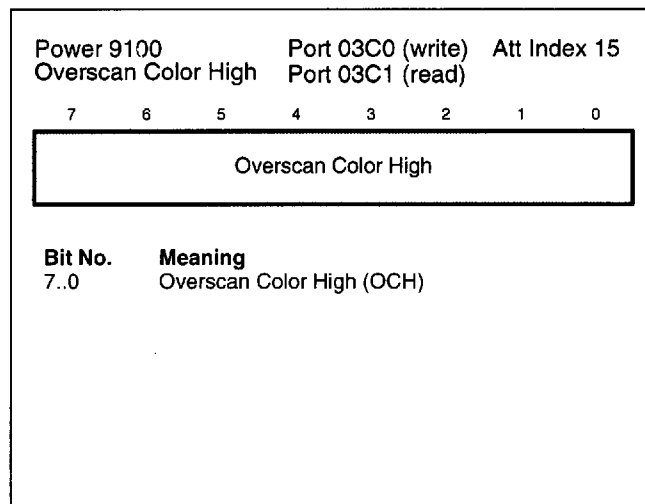 Power 9100 Port 03C0 (write) Att Index 15
Overscan Color High Port 03C1 (read)
7 6 5 4 3 2 1 0
Overscan Color High
Bit No. Meaning
7..0 Overscan Color High (OCH)